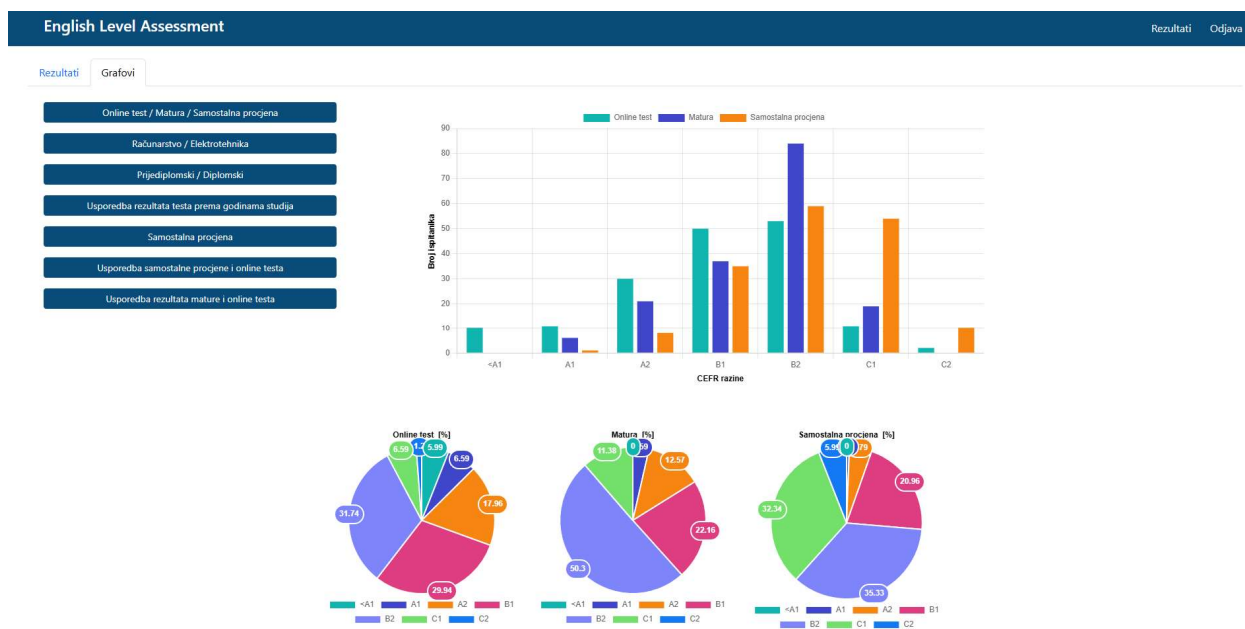 English Level Assessment
Rezultati Odjava
Rezultati Grafovi
Online test / Matura / Samostalna procjena
Računarstvo / Elektrotehnika
Prijediplomski / Diplomski
Usporedba rezultata testa prema godinama studija
Samostalna procjena
Usporedba samostalne procjene i online testa
Usporedba rezultata mature i online testa
Online test Matura Samostalna procjena
Broj ispitanika
90
80
70
60
50
40
30
20
10
0
<A1 A1 A2 B1 B2 C1 C2
CEFR razine
Online test [%]
5.99
6.59
17.96
29.94
31.74
6.59
<A1 A1 A2 B1
B2 C1 C2
Matura [%]
0
12.57
22.16
50.3
11.38
<A1 A1 A2 B1
B2 C1 C2
Samostalna procjena [%]
0
20.96
35.33
32.34
<A1 A1 A2 B1
B2 C1 C2